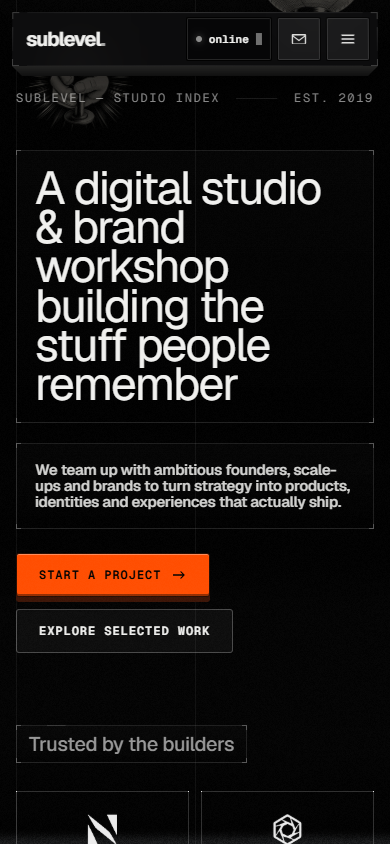 sublevel.
online
SUBLEVEL — STUDIO INDEX
EST. 2019
A digital studio
& brand
workshop
building the
stuff people
remember
We team up with ambitious founders, scale-
ups and brands to turn strategy into products,
identities and experiences that actually ship.
START A PROJECT →
EXPLORE SELECTED WORK
Trusted by the builders